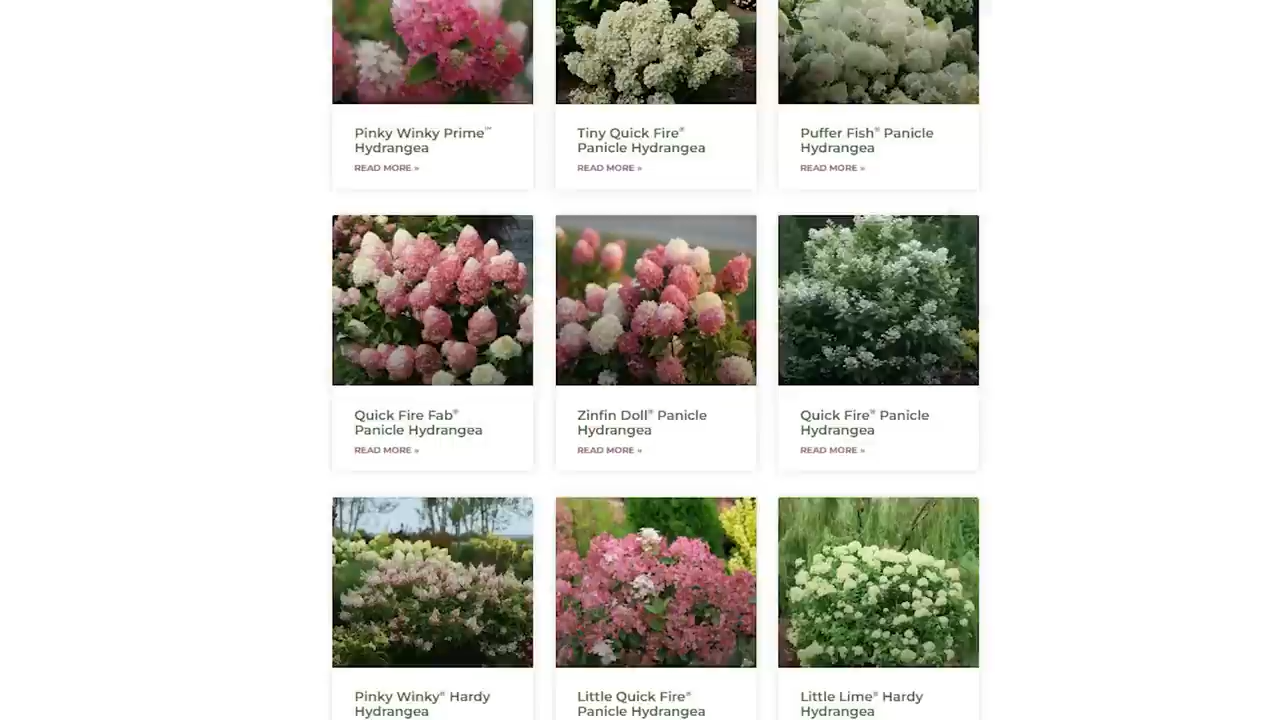 Pinky Winky Prime™
Hydrangea
READ MORE »
Tiny Quick Fire®
Panicle Hydrangea
READ MORE »
Puffer Fish® Panicle
Hydrangea
READ MORE »
Quick Fire Fab®
Panicle Hydrangea
READ MORE »
Zinfin Doll® Panicle
Hydrangea
READ MORE »
Quick Fire® Panicle
Hydrangea
READ MORE »
Pinky Winky® Hardy
Hydrangea
Little Quick Fire®
Panicle Hydrangea
Little Lime® Hardy
Hydrangea